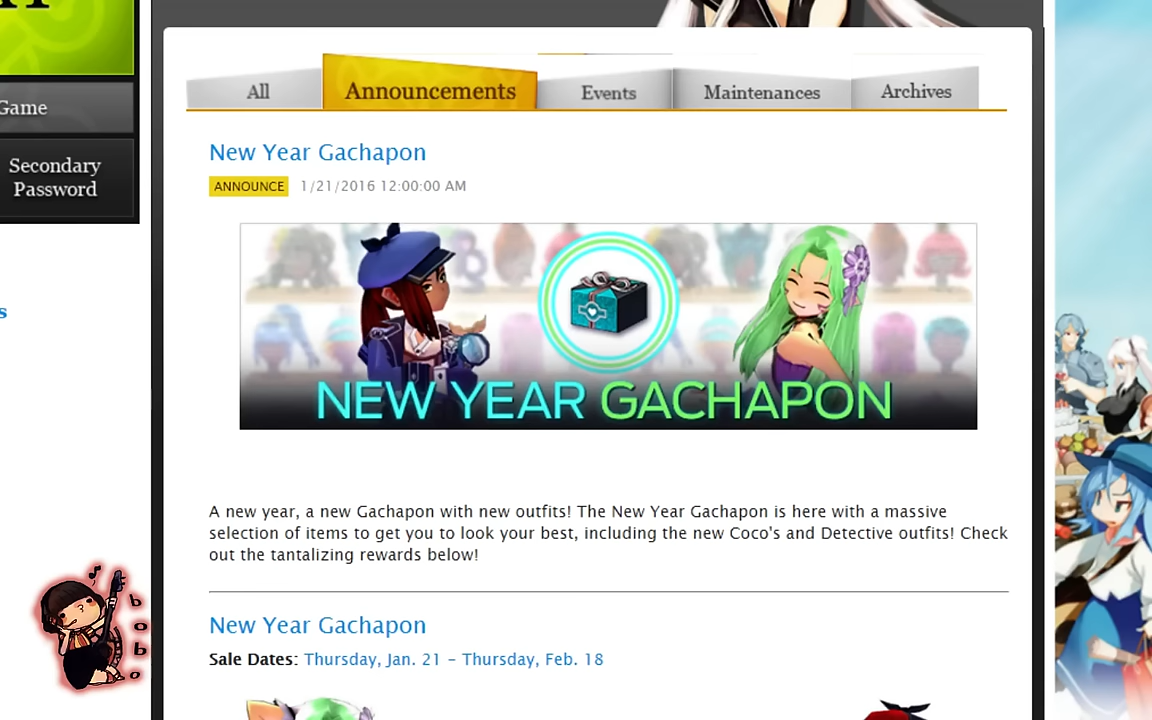 Game
Secondary
Password
s
All
Announcements
Events
Maintenances
Archives
New Year Gachapon
ANNOUNCE 1/21/2016 12:00:00 AM
NEW YEAR GACHAPON
A new year, a new Gachapon with new outfits! The New Year Gachapon is here with a massive
selection of items to get you to look your best, including the new Coco's and Detective outfits! Check
out the tantalizing rewards below!
New Year Gachapon
Sale Dates: Thursday, Jan. 21 - Thursday, Feb. 18
bobo